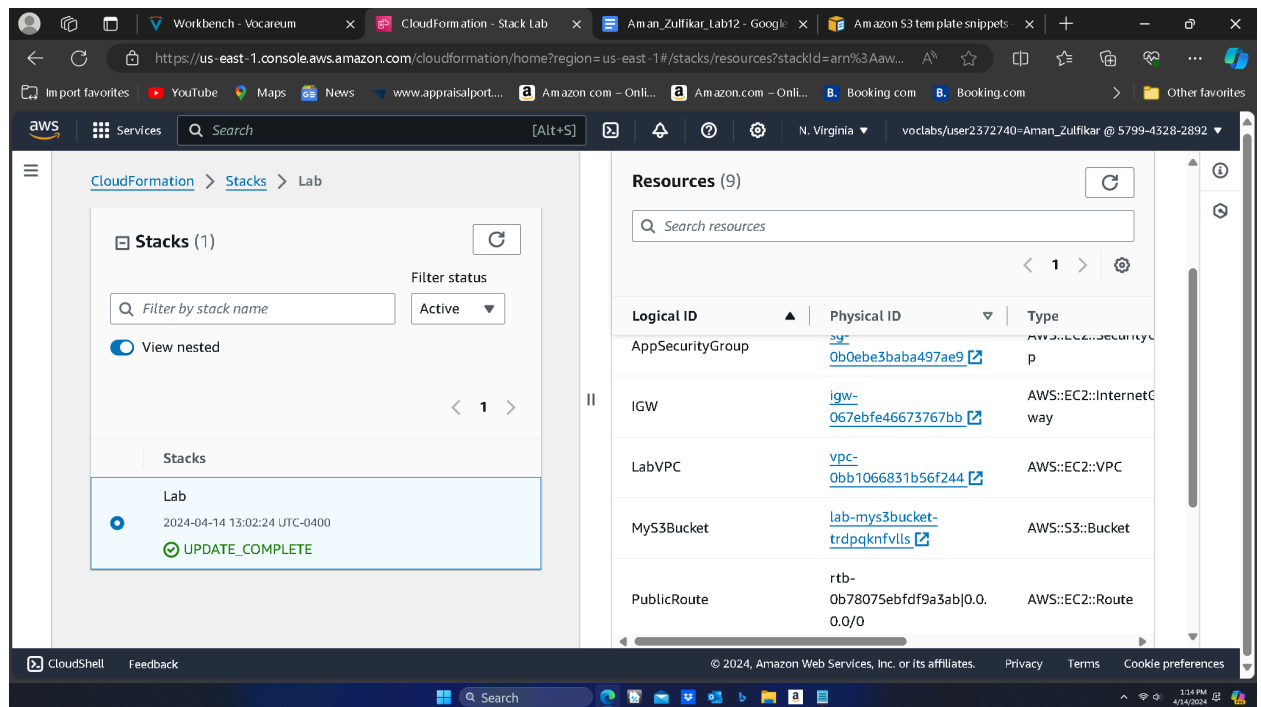 Workbench - Vocareum
CloudFormation - Stack Lab
Aman_Zulfikar_Lab12 - Google
Amazon S3 template snippets -
https://us-east-1.console.aws.amazon.com/cloudformation/home?region=us-east-1#/stacks/resources?stackId=arn%3Aaw...
Import favorites
YouTube
Maps
News
www.appraisalport....
Amazon com – Onli...
Amazon.com – Onli...
Booking com
Booking.com
Other favorites
aws
Services
Search
[Alt+S]
N. Virginia
voclabs/user2372740=Aman_Zulfikar @ 5799-4328-2892
CloudFormation
Stacks
Lab
Stacks (1)
Filter status
Filter by stack name
Active
View nested
1
Stacks
Lab
2024-04-14 13:02:24 UTC-0400
UPDATE_COMPLETE
Resources (9)
Search resources
1
Logical ID
Physical ID
Type
AppSecurityGroup
sg-
0b0ebe3baba497ae9
AWS::EC2::SecurityG
p
IGW
igw-
067ebfe46673767bb
AWS::EC2::InternetG
way
LabVPC
vpc-
0bb1066831b56f244
AWS::EC2::VPC
MyS3Bucket
lab-mys3bucket-
trdpqknfvlls
AWS::S3::Bucket
PublicRoute
rtb-
0b78075ebfdf9a3ab|0.0.
0.0/0
AWS::EC2::Route
CloudShell
Feedback
© 2024, Amazon Web Services, Inc. or its affiliates.
Privacy
Terms
Cookie preferences
Search
1:14 PM
4/14/2024